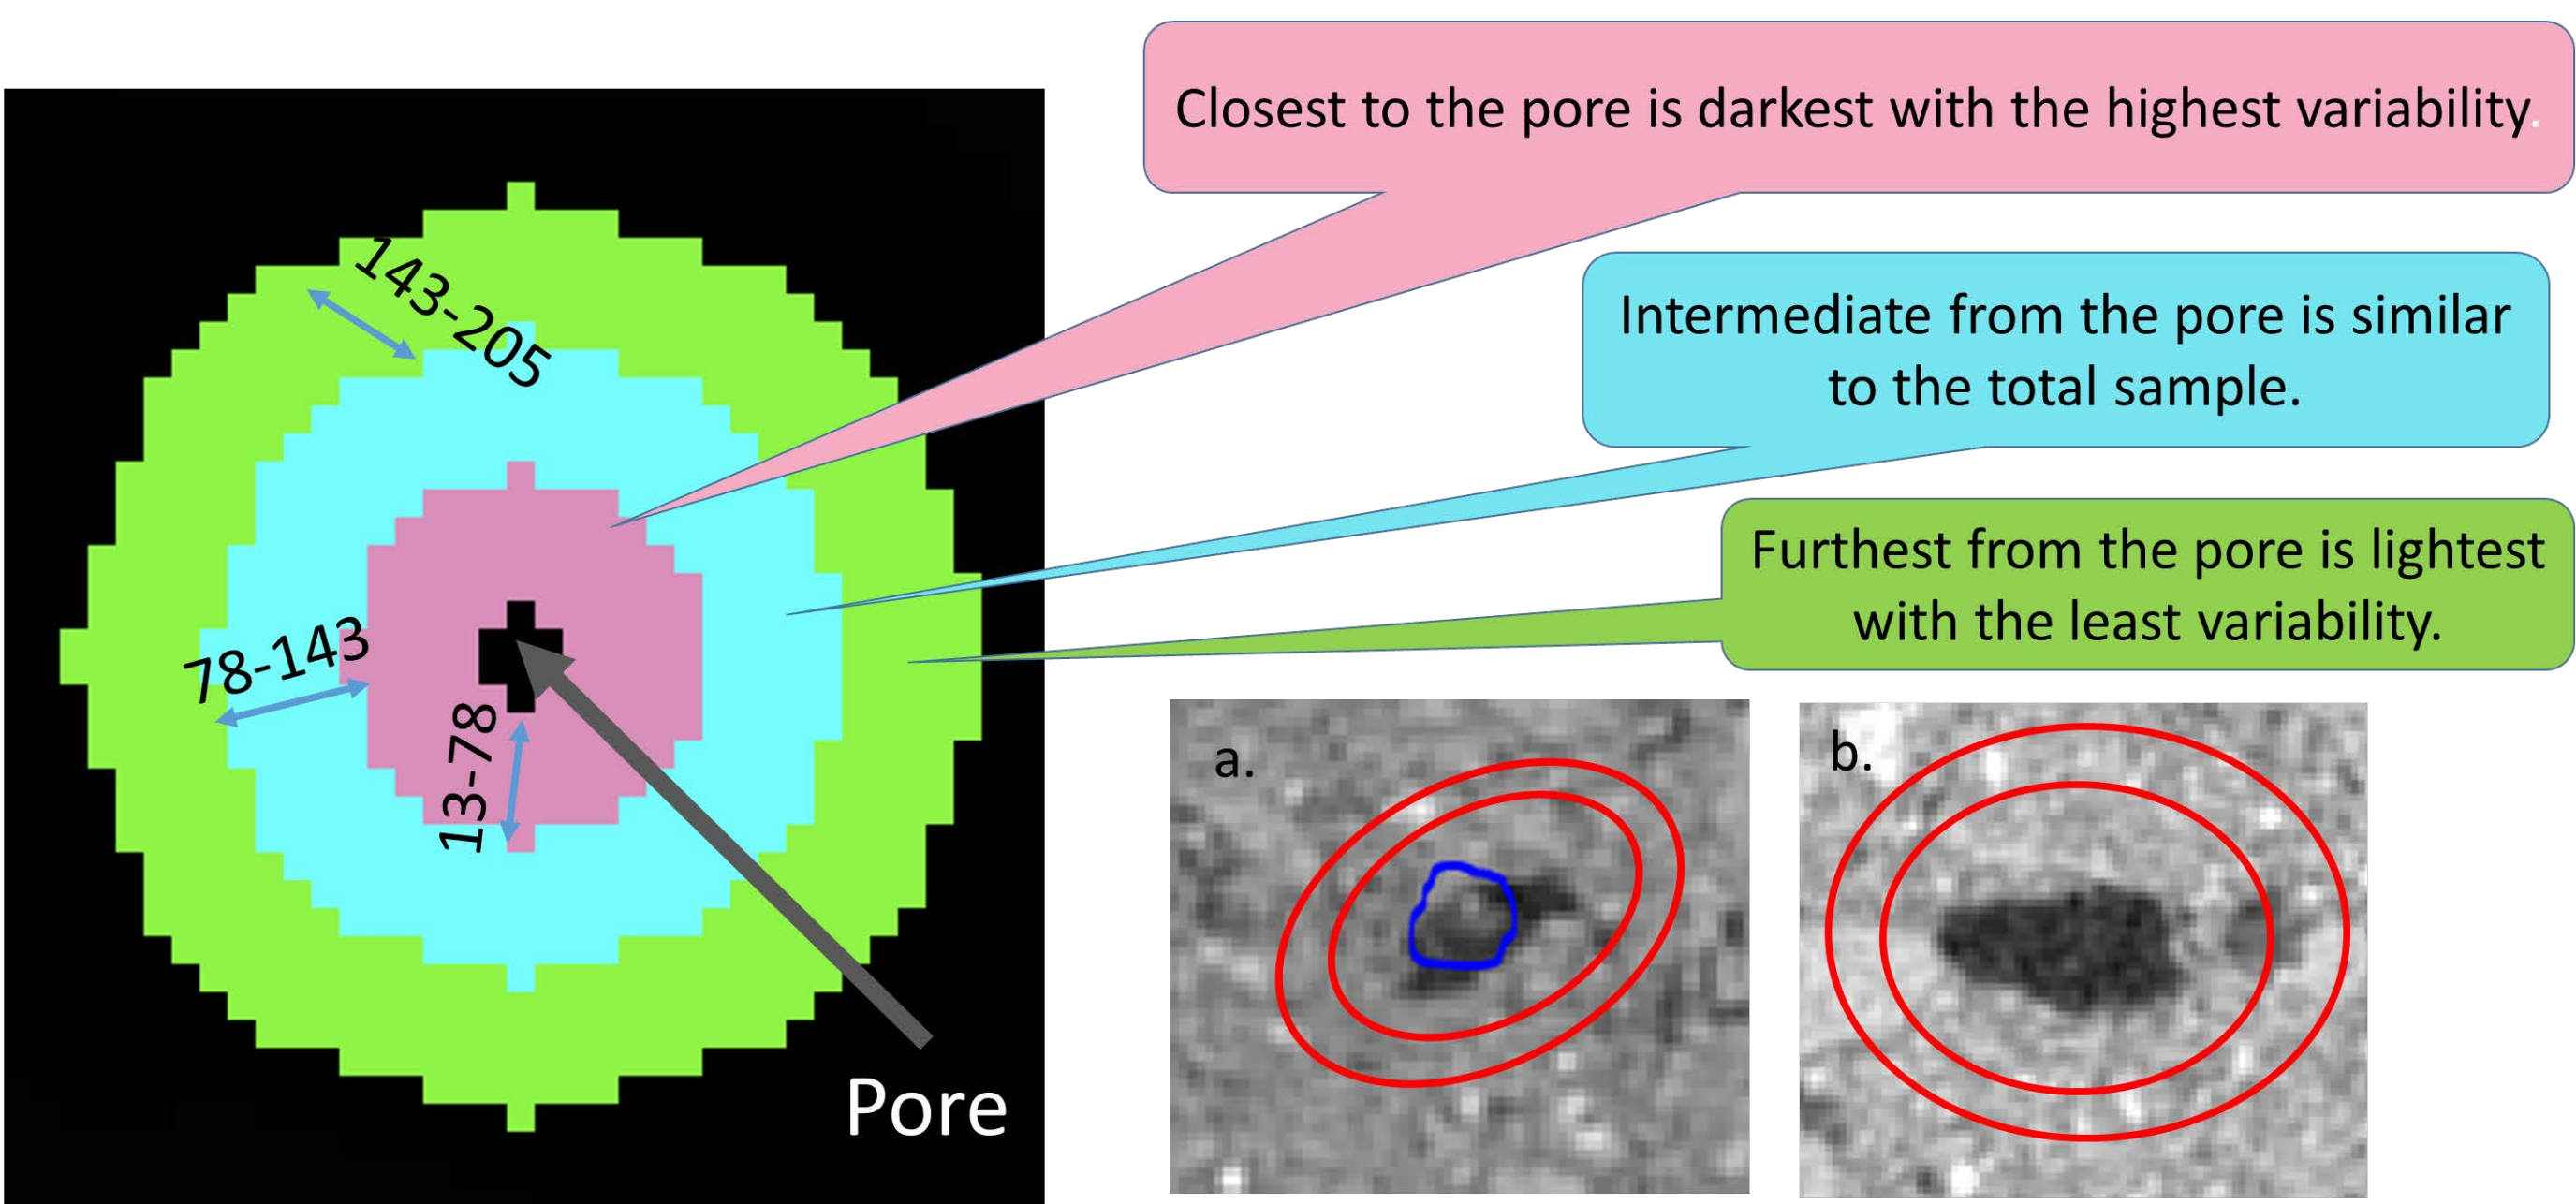 Closest to the pore is darkest with the highest variability.
143-205
Intermediate from the pore is similar
to the total sample.
Furthest from the pore is lightest
with the least variability.
78-143
13-78
a.
b.
Pore